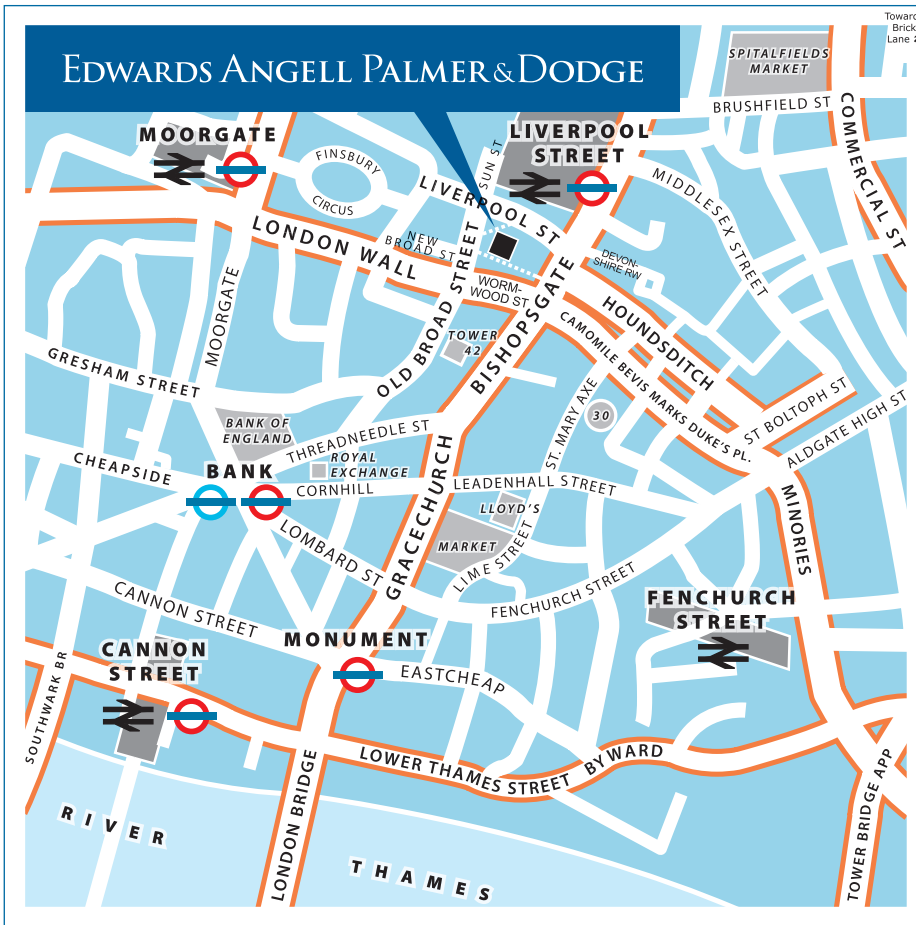 Toward
Brick
Lane
EDWARDS ANGELL PALMER & DODGE
SPITALFIELDS
MARKET
BRUSHFIELD ST
COMMERCIAL ST
MOORGATE
LIVERPOOL
STREET
SUN ST
FINSBURY
CIRCUS
LIVERPOOL ST
MIDDLESEX STREET
LONDON WALL
NEW
BROAD ST
OLD BROAD STREET
DEVON-
SHIRE RW
WORM-
WOOD ST
BISHOPSGATE
HOUNDSDITCH
MOORGATE
CAMOMILE BEVIS MARKS DUKE'S PL.
TOWER
42
GRESHAM STREET
ST. MARY AXE
30
ST BOLTOPH ST
ALDGATE HIGH ST
BANK OF
ENGLAND
THREADNEEDLE ST
ROYAL
EXCHANGE
CHEAPSIDE
BANK
CORNHILL
LEADENHALL STREET
LLOYD'S
GRACECHURCH
MINORIES
LOMBARD ST
MARKET
LIME STREET
FENCHURCH STREET
CANNON STREET
FENCHURCH
STREET
MONUMENT
CANNON
STREET
EASTCHEAP
SOUTHWARK BR
LOWER THAMES STREET
BY WARD
LONDON BRIDGE
TOWER BRIDGE APP
RIVER
THAMES